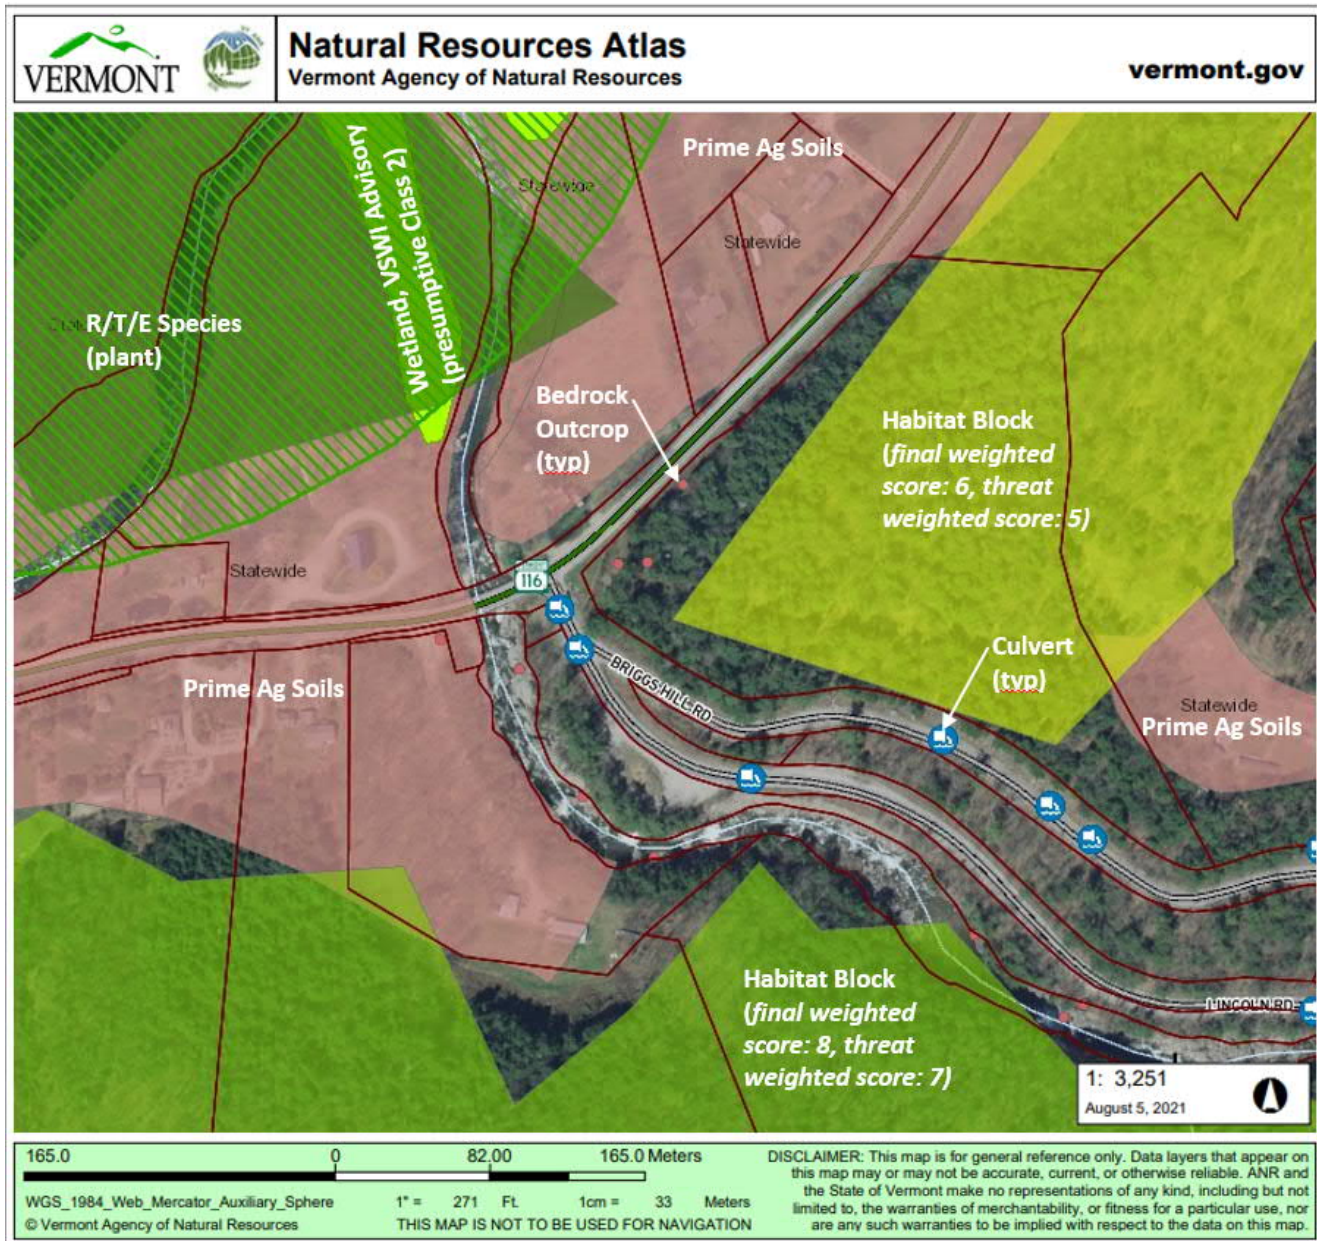 VERMONT
Natural Resources Atlas
Vermont Agency of Natural Resources
vermont.gov
Prime Ag Soils
Statewide
Statewide
Wetland, VSWI Advisory
(presumptive Class 2)
R/T/E Species
(plant)
Bedrock
Outcrop
(typ)
Habitat Block
(final weighted
score: 6, threat
weighted score: 5)
Statewide
116
Culvert
(typ)
BRIGGS HILL RD
Prime Ag Soils
Statewide
Prime Ag Soils
Habitat Block
(final weighted
score: 8, threat
weighted score: 7)
LINCOLN RD
1: 3,251
August 5, 2021
165.0 0 82.00 165.0 Meters
WGS_1984_Web_Mercator_Auxiliary_Sphere 1" = 271 Ft. 1cm = 33 Meters
© Vermont Agency of Natural Resources THIS MAP IS NOT TO BE USED FOR NAVIGATION
DISCLAIMER: This map is for general reference only. Data layers that appear on
this map may or may not be accurate, current, or otherwise reliable. ANR and
the State of Vermont make no representations of any kind, including but not
limited to, the warranties of merchantability, or fitness for a particular use, nor
are any such warranties to be implied with respect to the data on this map.